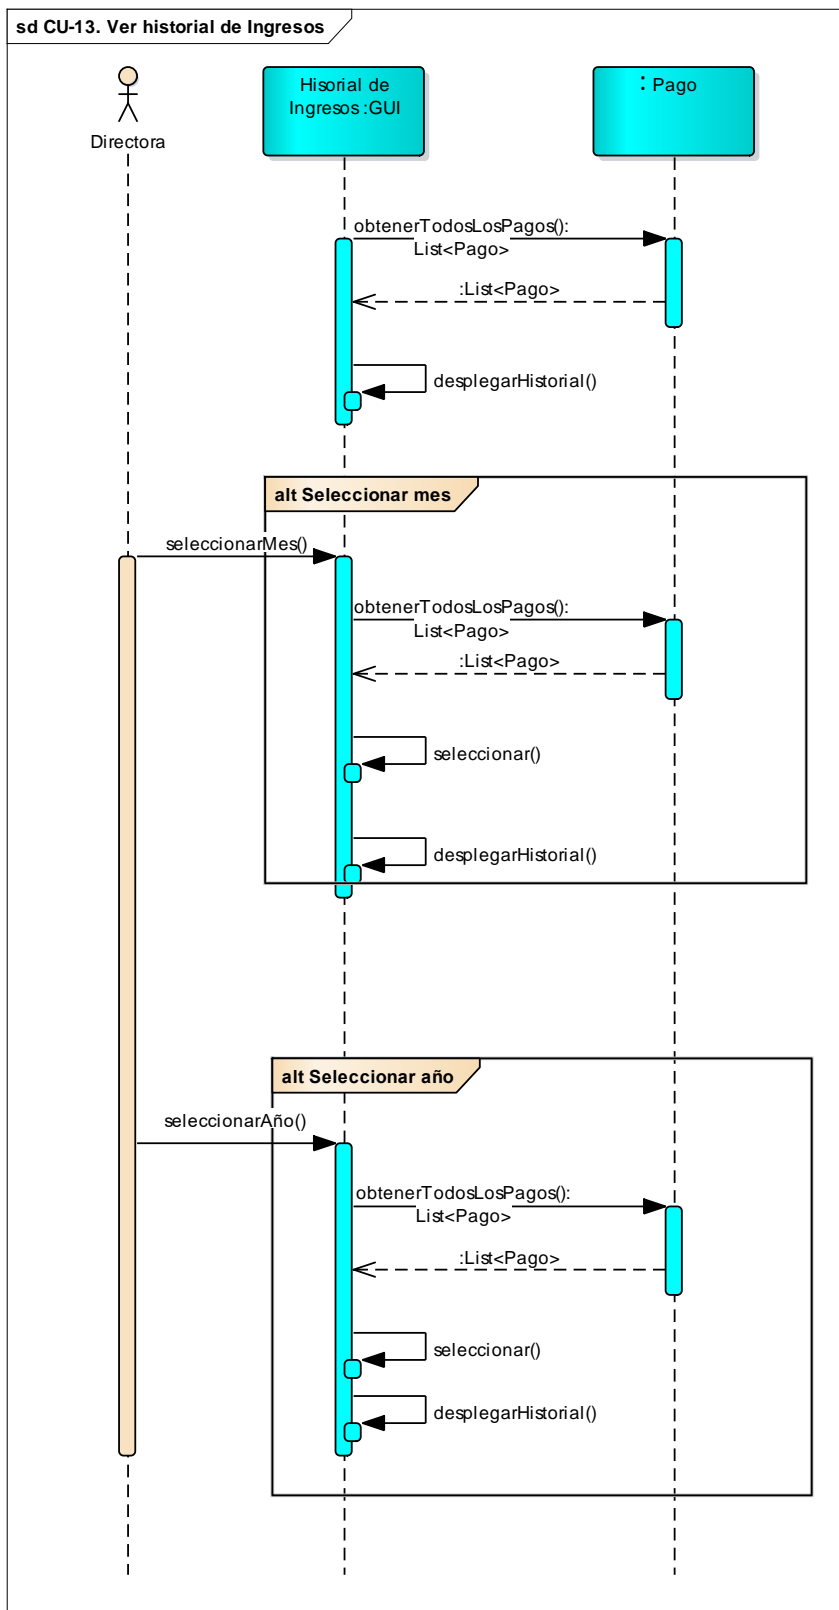 sd CU-13. Ver historial de Ingresos
Directora
Hisorial de
Ingresos :GUI
: Pago
obtenerTodosLosPagos():
List<Pago>
:List<Pago>
desplegarHistorial()
alt Seleccionar mes
seleccionarMes()
obtenerTodosLosPagos():
List<Pago>
:List<Pago>
seleccionar()
desplegarHistorial()
alt Seleccionar año
seleccionarAño()
obtenerTodosLosPagos():
List<Pago>
:List<Pago>
seleccionar()
desplegarHistorial()